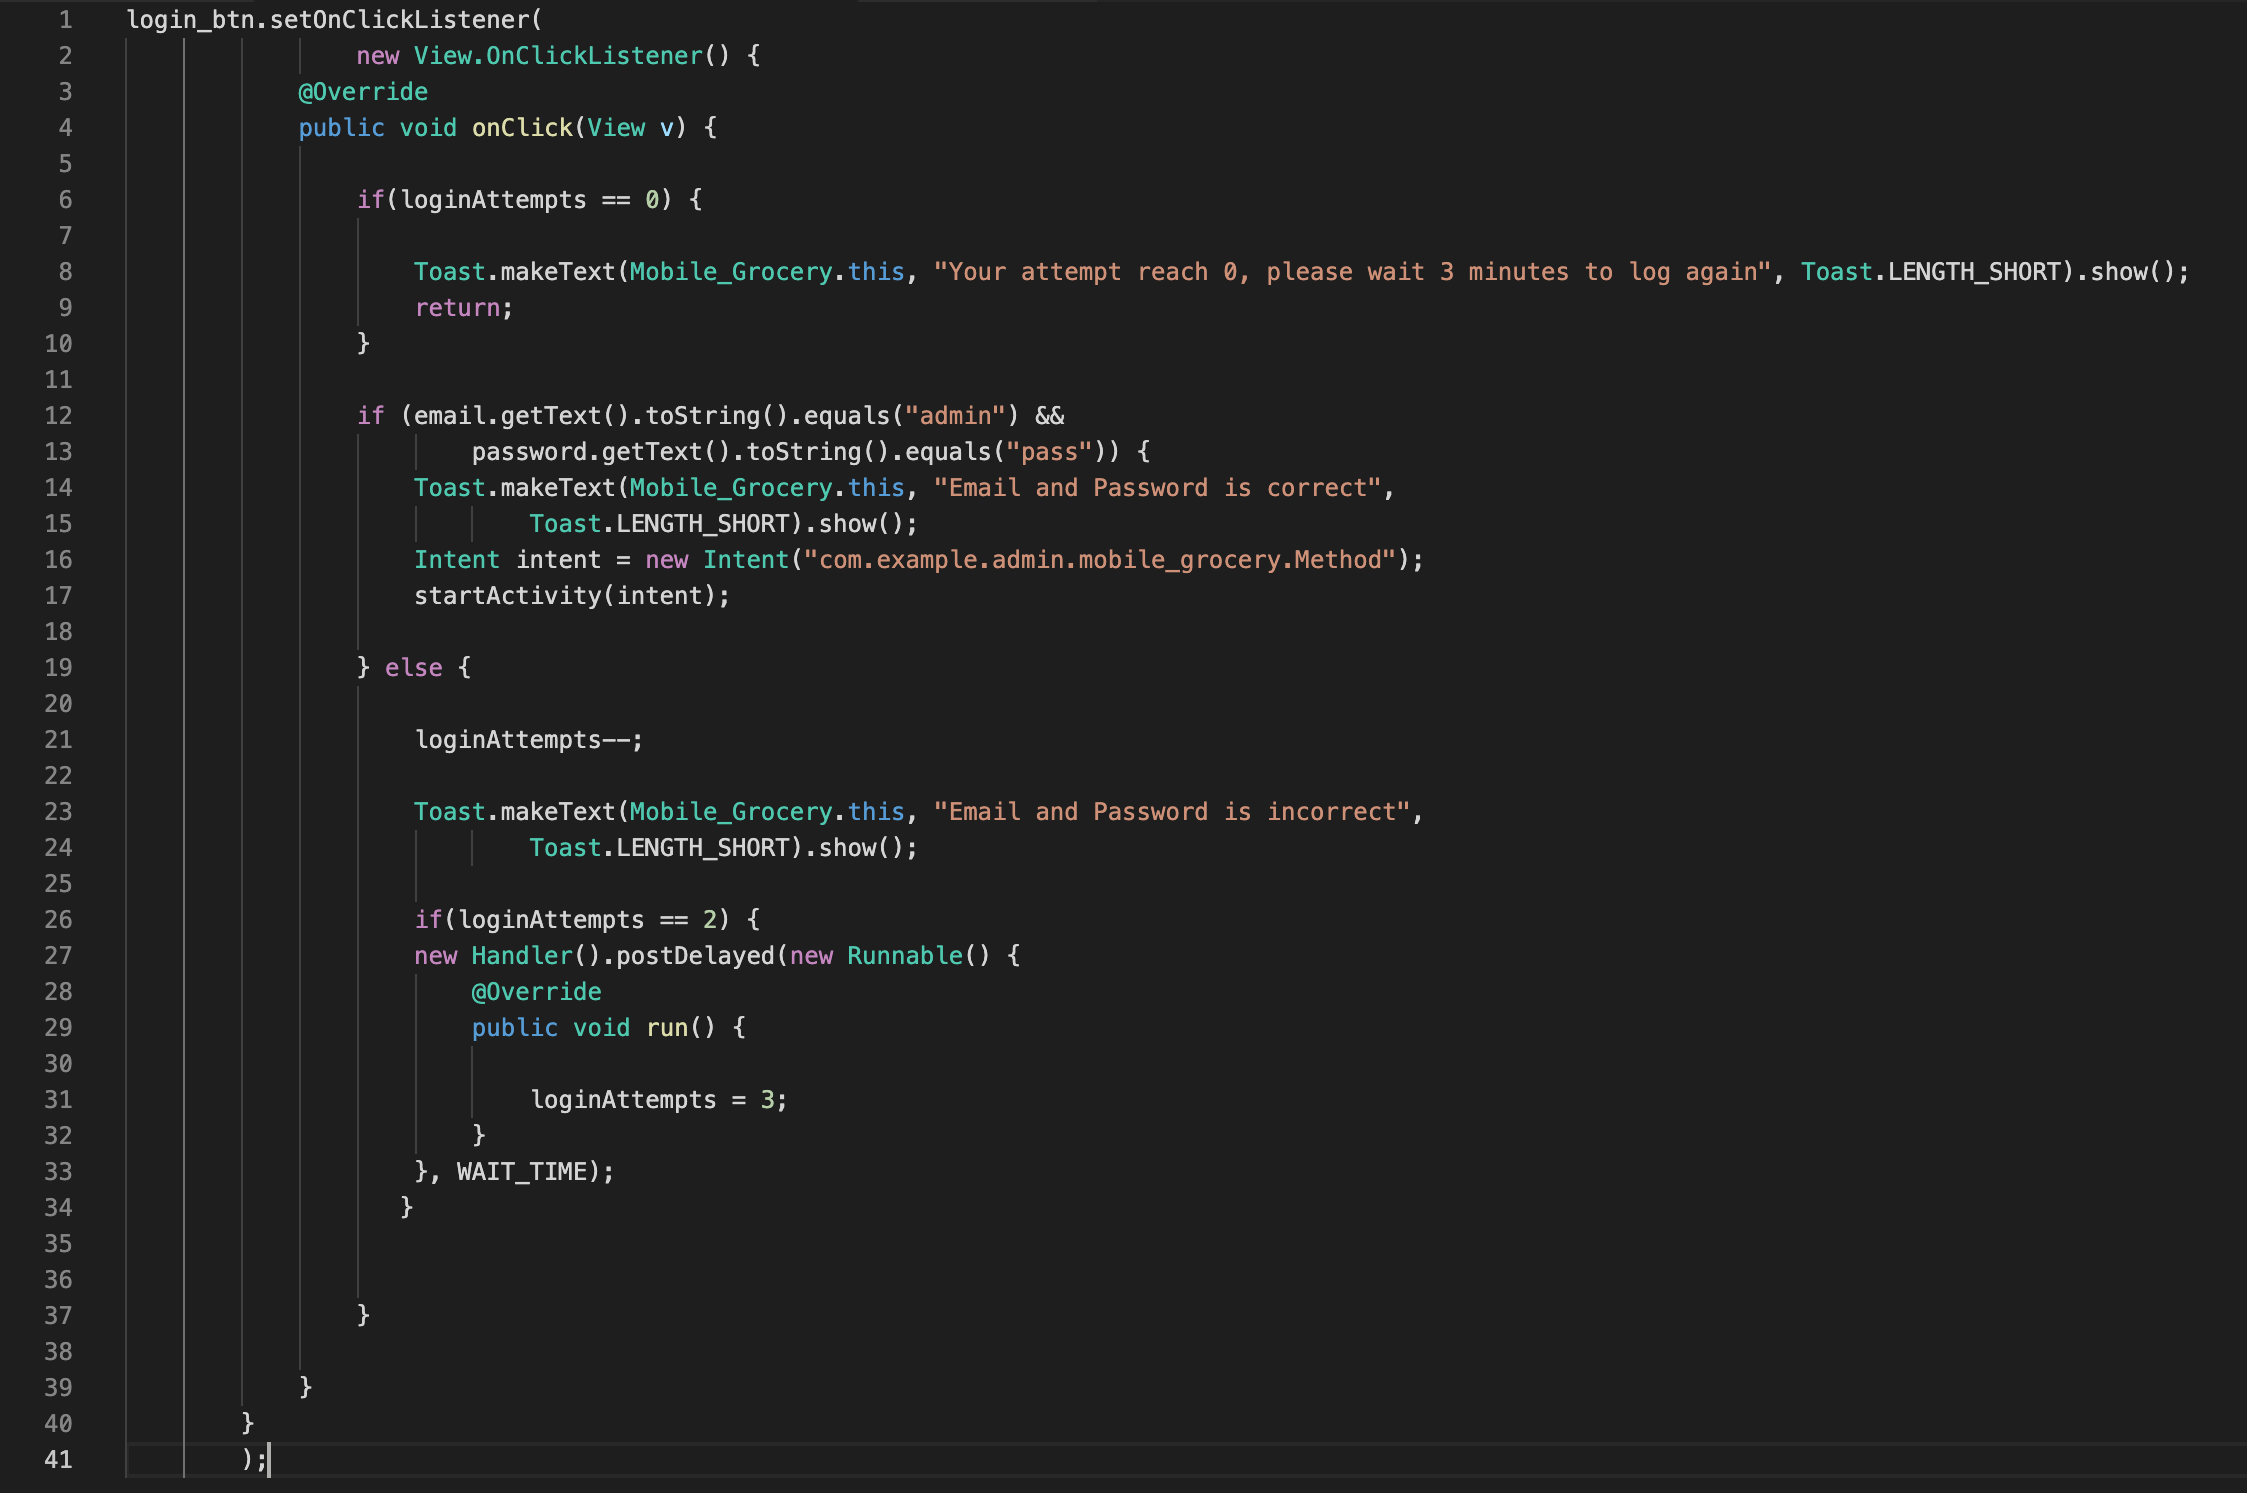 1 login_btn.setOnClickListener(
2 new View.OnClickListener() {
3 @Override
4 public void onClick(View v) {
5
6 if(loginAttempts == 0) {
7
8 Toast.makeText(Mobile_Grocery.this, "Your attempt reach 0, please wait 3 minutes to log again", Toast.LENGTH_SHORT).show();
9 return;
10 }
11
12 if (email.getText().toString().equals("admin") &&
13 password.getText().toString().equals("pass")) {
14 Toast.makeText(Mobile_Grocery.this, "Email and Password is correct",
15 Toast.LENGTH_SHORT).show();
16 Intent intent = new Intent("com.example.admin.mobile_grocery.Method");
17 startActivity(intent);
18
19 } else {
20
21 loginAttempts--;
22
23 Toast.makeText(Mobile_Grocery.this, "Email and Password is incorrect",
24 Toast.LENGTH_SHORT).show();
25
26 if(loginAttempts == 2) {
27 new Handler().postDelayed(new Runnable() {
28 @Override
29 public void run() {
30
31 loginAttempts = 3;
32 }
33 }, WAIT_TIME);
34 }
35
36
37 }
38
39 }
40 }
41 );